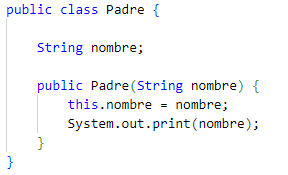 public class Padre {
String nombre;
public Padre(String nombre) {
this.nombre = nombre;
System.out.print(nombre);
}
}